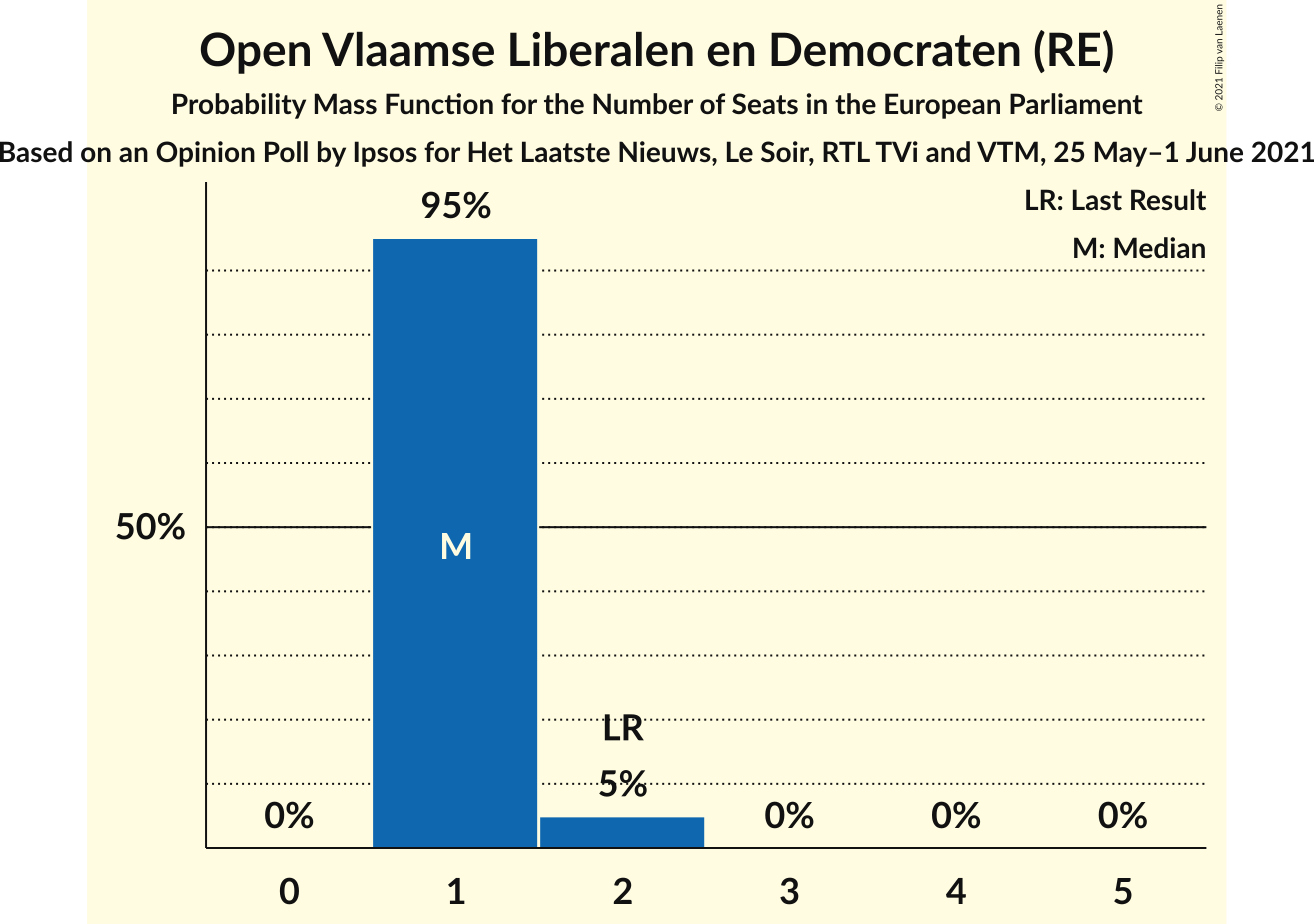 Open Vlaamse Liberalen en Democraten (RE)
Probability Mass Function for the Number of Seats in the European Parliament
Based on an Opinion Poll by Ipsos for Het Laatste Nieuws, Le Soir, RTL TVi and VTM, 25 May–1 June 2021
© 2021 Filip van Laenen
LR: Last Result
M: Median
95%
50%
M
LR
5%
0%
0%
0%
0%
0
1
2
3
4
5